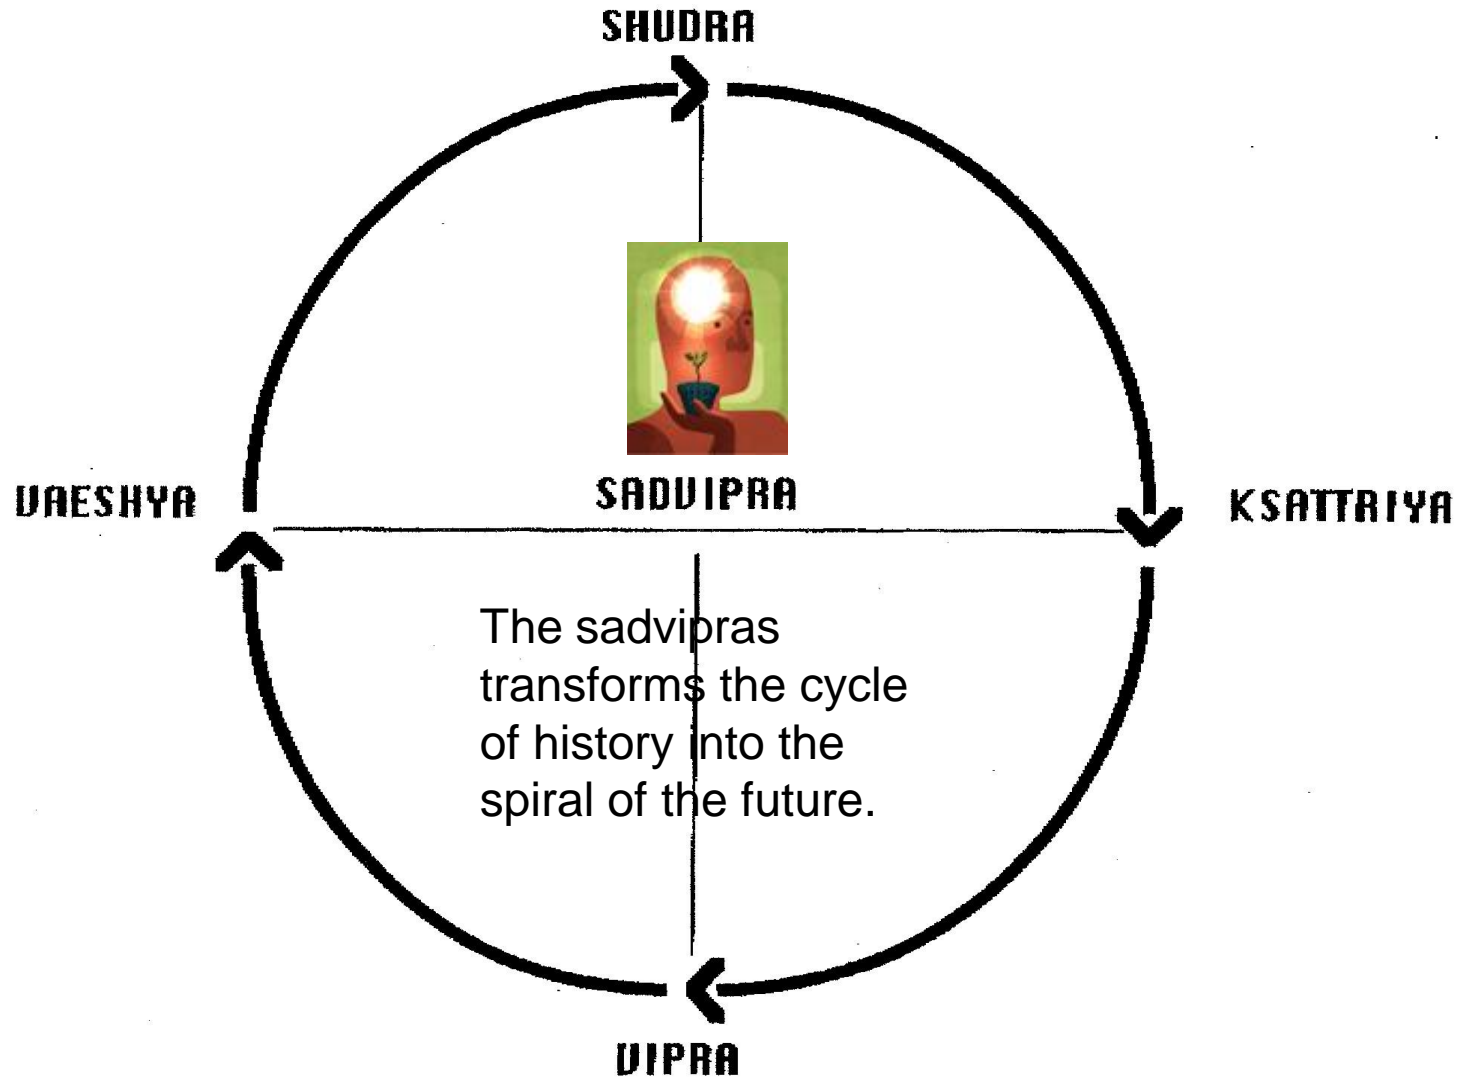 SHUDRA
VAESHYA
SADVIPRA
KSATTRIYA
The sadvipras
transforms the cycle
of history into the
spiral of the future.
VIPRA